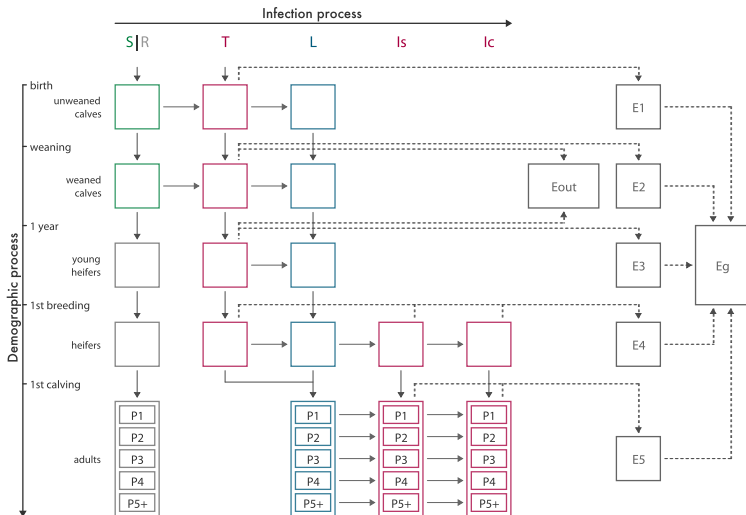 Infection process
S|R T L Is Ic
birth
unweaned
calves
E1
weaning
weaned
calves
Eout E2
1 year
young
heifers
E3 Eg
1st breeding
heifers
E4
1st calving
P1 P1 P1 P1
P2 P2 P2 P2
adults P3 P3 P3 P3 E5
P4 P4 P4 P4
P5+ P5+ P5+ P5+
Demographic process